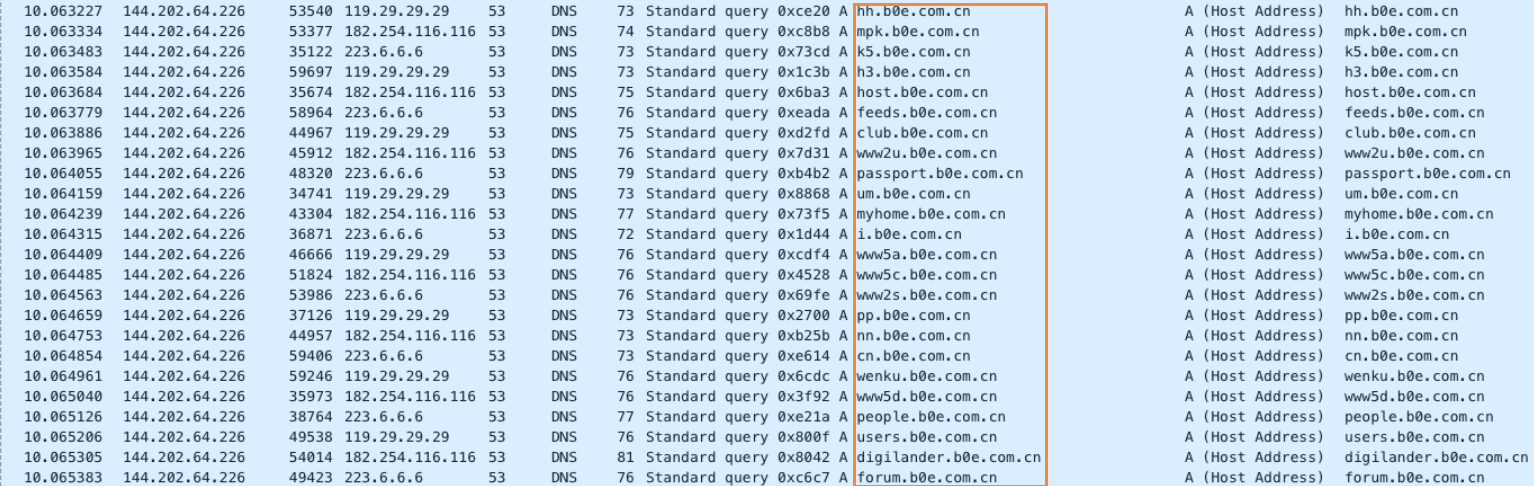 10.063227 144.202.64.226 53540 119.29.29.29 53 DNS 73 Standard query 0xce20 A hh.b0e.com.cn A (Host Address) hh.b0e.com.cn
10.063334 144.202.64.226 53377 182.254.116.116 53 DNS 74 Standard query 0xc8b8 A mpk.b0e.com.cn A (Host Address) mpk.b0e.com.cn
10.063483 144.202.64.226 35122 223.6.6.6 53 DNS 73 Standard query 0x73cd A k5.b0e.com.cn A (Host Address) k5.b0e.com.cn
10.063584 144.202.64.226 59697 119.29.29.29 53 DNS 73 Standard query 0x1c3b A h3.b0e.com.cn A (Host Address) h3.b0e.com.cn
10.063684 144.202.64.226 35674 182.254.116.116 53 DNS 75 Standard query 0x6ba3 A host.b0e.com.cn A (Host Address) host.b0e.com.cn
10.063779 144.202.64.226 58964 223.6.6.6 53 DNS 76 Standard query 0xeada A feeds.b0e.com.cn A (Host Address) feeds.b0e.com.cn
10.063886 144.202.64.226 44967 119.29.29.29 53 DNS 75 Standard query 0xd2fd A club.b0e.com.cn A (Host Address) club.b0e.com.cn
10.063965 144.202.64.226 45912 182.254.116.116 53 DNS 76 Standard query 0x7d31 A www2u.b0e.com.cn A (Host Address) www2u.b0e.com.cn
10.064055 144.202.64.226 48320 223.6.6.6 53 DNS 79 Standard query 0xb4b2 A passport.b0e.com.cn A (Host Address) passport.b0e.com.cn
10.064159 144.202.64.226 34741 119.29.29.29 53 DNS 73 Standard query 0x8868 A um.b0e.com.cn A (Host Address) um.b0e.com.cn
10.064239 144.202.64.226 43304 182.254.116.116 53 DNS 77 Standard query 0x73f5 A myhome.b0e.com.cn A (Host Address) myhome.b0e.com.cn
10.064315 144.202.64.226 36871 223.6.6.6 53 DNS 72 Standard query 0x1d44 A i.b0e.com.cn A (Host Address) i.b0e.com.cn
10.064409 144.202.64.226 46666 119.29.29.29 53 DNS 76 Standard query 0xcdf4 A www5a.b0e.com.cn A (Host Address) www5a.b0e.com.cn
10.064485 144.202.64.226 51824 182.254.116.116 53 DNS 76 Standard query 0x4528 A www5c.b0e.com.cn A (Host Address) www5c.b0e.com.cn
10.064563 144.202.64.226 53986 223.6.6.6 53 DNS 76 Standard query 0x69fe A www2s.b0e.com.cn A (Host Address) www2s.b0e.com.cn
10.064659 144.202.64.226 37126 119.29.29.29 53 DNS 73 Standard query 0x2700 A pp.b0e.com.cn A (Host Address) pp.b0e.com.cn
10.064753 144.202.64.226 44957 182.254.116.116 53 DNS 73 Standard query 0xb25b A nn.b0e.com.cn A (Host Address) nn.b0e.com.cn
10.064854 144.202.64.226 59406 223.6.6.6 53 DNS 73 Standard query 0xe614 A cn.b0e.com.cn A (Host Address) cn.b0e.com.cn
10.064961 144.202.64.226 59246 119.29.29.29 53 DNS 76 Standard query 0x6cdc A wenku.b0e.com.cn A (Host Address) wenku.b0e.com.cn
10.065040 144.202.64.226 35973 182.254.116.116 53 DNS 76 Standard query 0x3f92 A www5d.b0e.com.cn A (Host Address) www5d.b0e.com.cn
10.065126 144.202.64.226 38764 223.6.6.6 53 DNS 77 Standard query 0xe21a A people.b0e.com.cn A (Host Address) people.b0e.com.cn
10.065206 144.202.64.226 49538 119.29.29.29 53 DNS 76 Standard query 0x800f A users.b0e.com.cn A (Host Address) users.b0e.com.cn
10.065305 144.202.64.226 54014 182.254.116.116 53 DNS 81 Standard query 0x8042 A digilander.b0e.com.cn A (Host Address) digilander.b0e.com.cn
10.065383 144.202.64.226 49423 223.6.6.6 53 DNS 76 Standard query 0xc6c7 A forum.b0e.com.cn A (Host Address) forum.b0e.com.cn